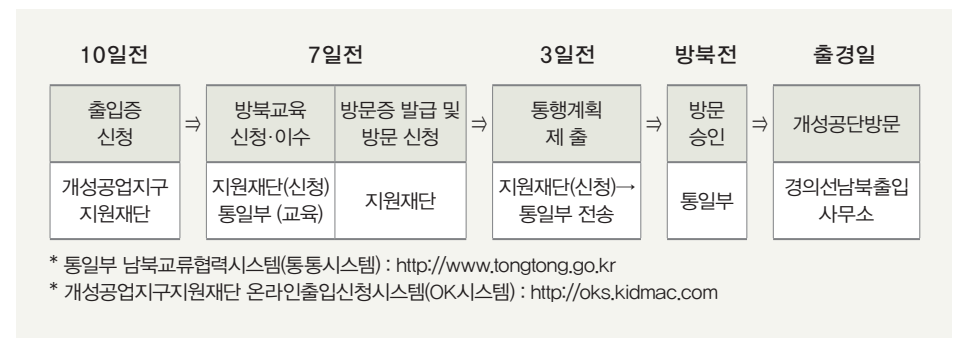 10일전 7일전 3일전 방북전 출경일
출입증 방북교육 방문증 발급 및 통행계획 방문 개성공단방문
신청 ⇨ 신청·이수 방문 신청 ⇨ 제 출 ⇨ 승인 ⇨
개성공업지구 지원재단(신청) 지원재단 지원재단(신청)→ 통일부 경의선남북출입
지원재단 통일부 (교육) 통일부 전송 사무소
* 통일부 남북교류협력시스템(통통시스템) : http://www.tongtong.go.kr
* 개성공업지구지원재단 온라인출입신청시스템(OK시스템) : http://oks.kidmac.com